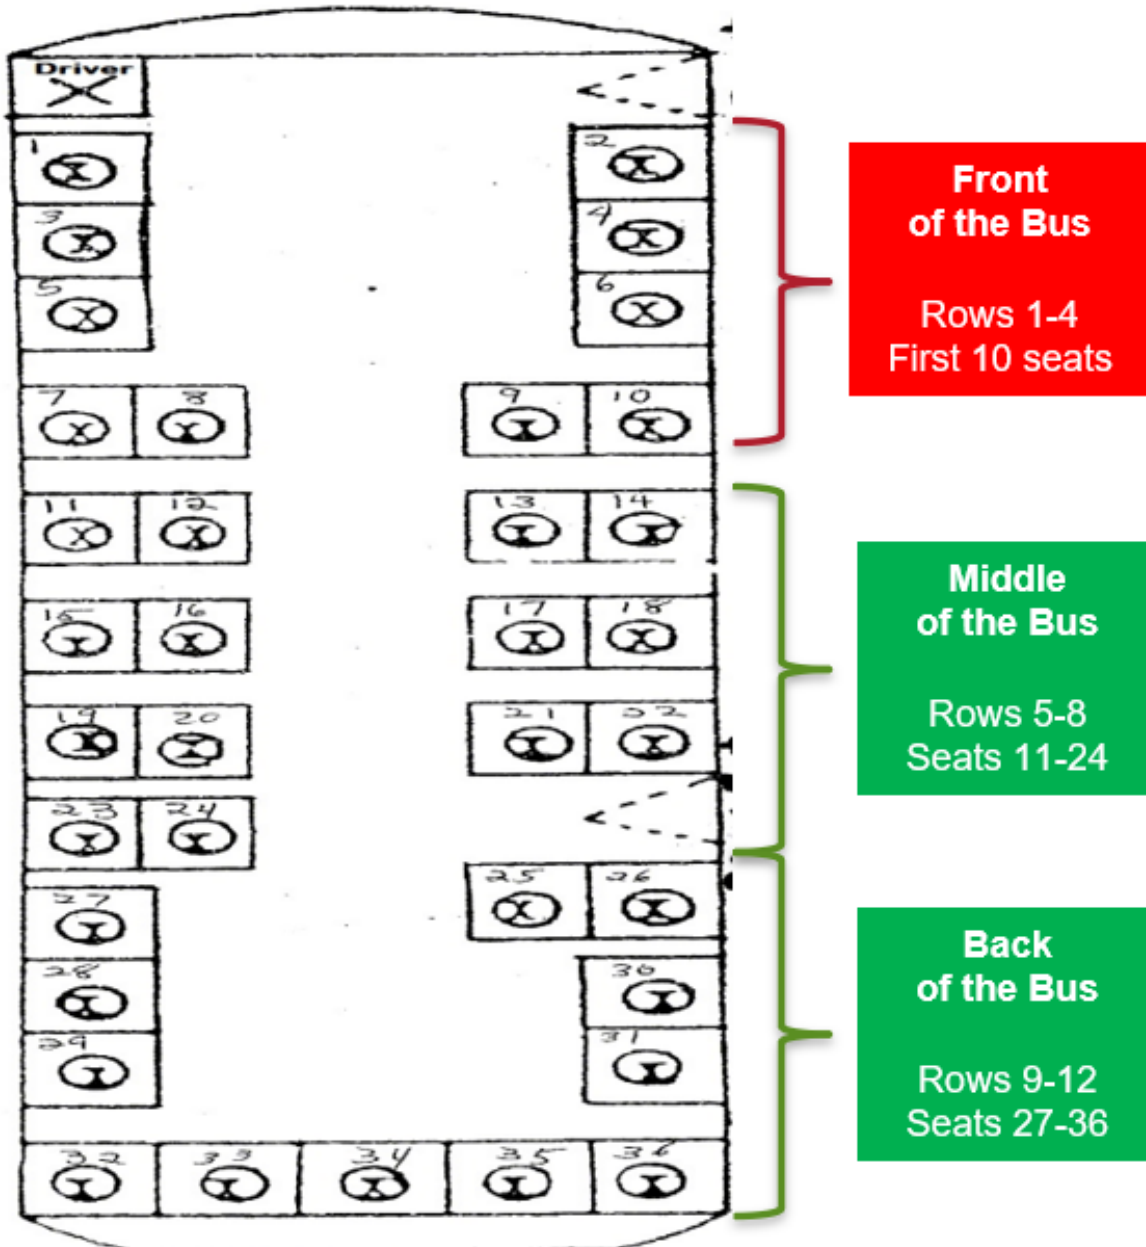 Driver
1
2
3
4
5
6
7 8 9 10
11 12 13 14
15 16 17 18
19 20 21 22
23 24
25 26
27
28
30
29
31
32 33 34 35 36
Front
of the Bus
Rows 1-4
First 10 seats
Middle
of the Bus
Rows 5-8
Seats 11-24
Back
of the Bus
Rows 9-12
Seats 27-36